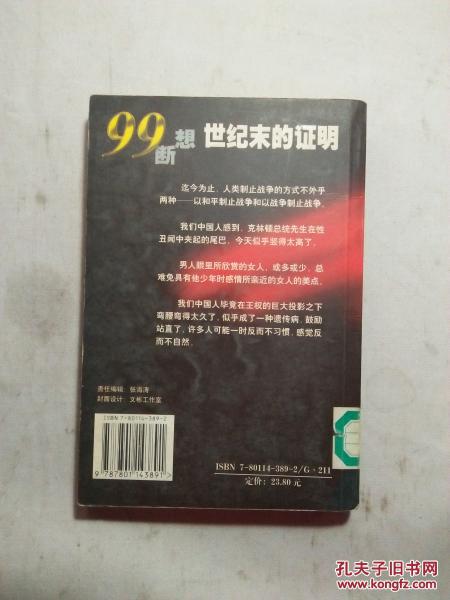 99断想 世纪末的证明
迄今为止,人类制止战争的方式不外乎
两种——以和平制止战争和以战争制止战争。
我们中国人感到,克林顿总统先生在性
丑闻中夹起的尾巴,今天似乎竖得太高了。
男人眼里所欣赏的女人,或多或少,总
难免具有他少年时感情所亲近的女人的美点。
我们中国人毕竟在王权的巨大投影之下
弯腰弯得太久了,似乎成了一种遗传病,鼓励
站直了,许多人可能一时反而不习惯,感觉反
而不自然。
责任编辑:张海涛
封面设计:文彬工作室
ISBN 7-80114-389-2
9 787801 143891 >
ISBN 7-80114-389-2/G·211
定价:23.80 元
孔夫子旧书网
www.kongfz.com